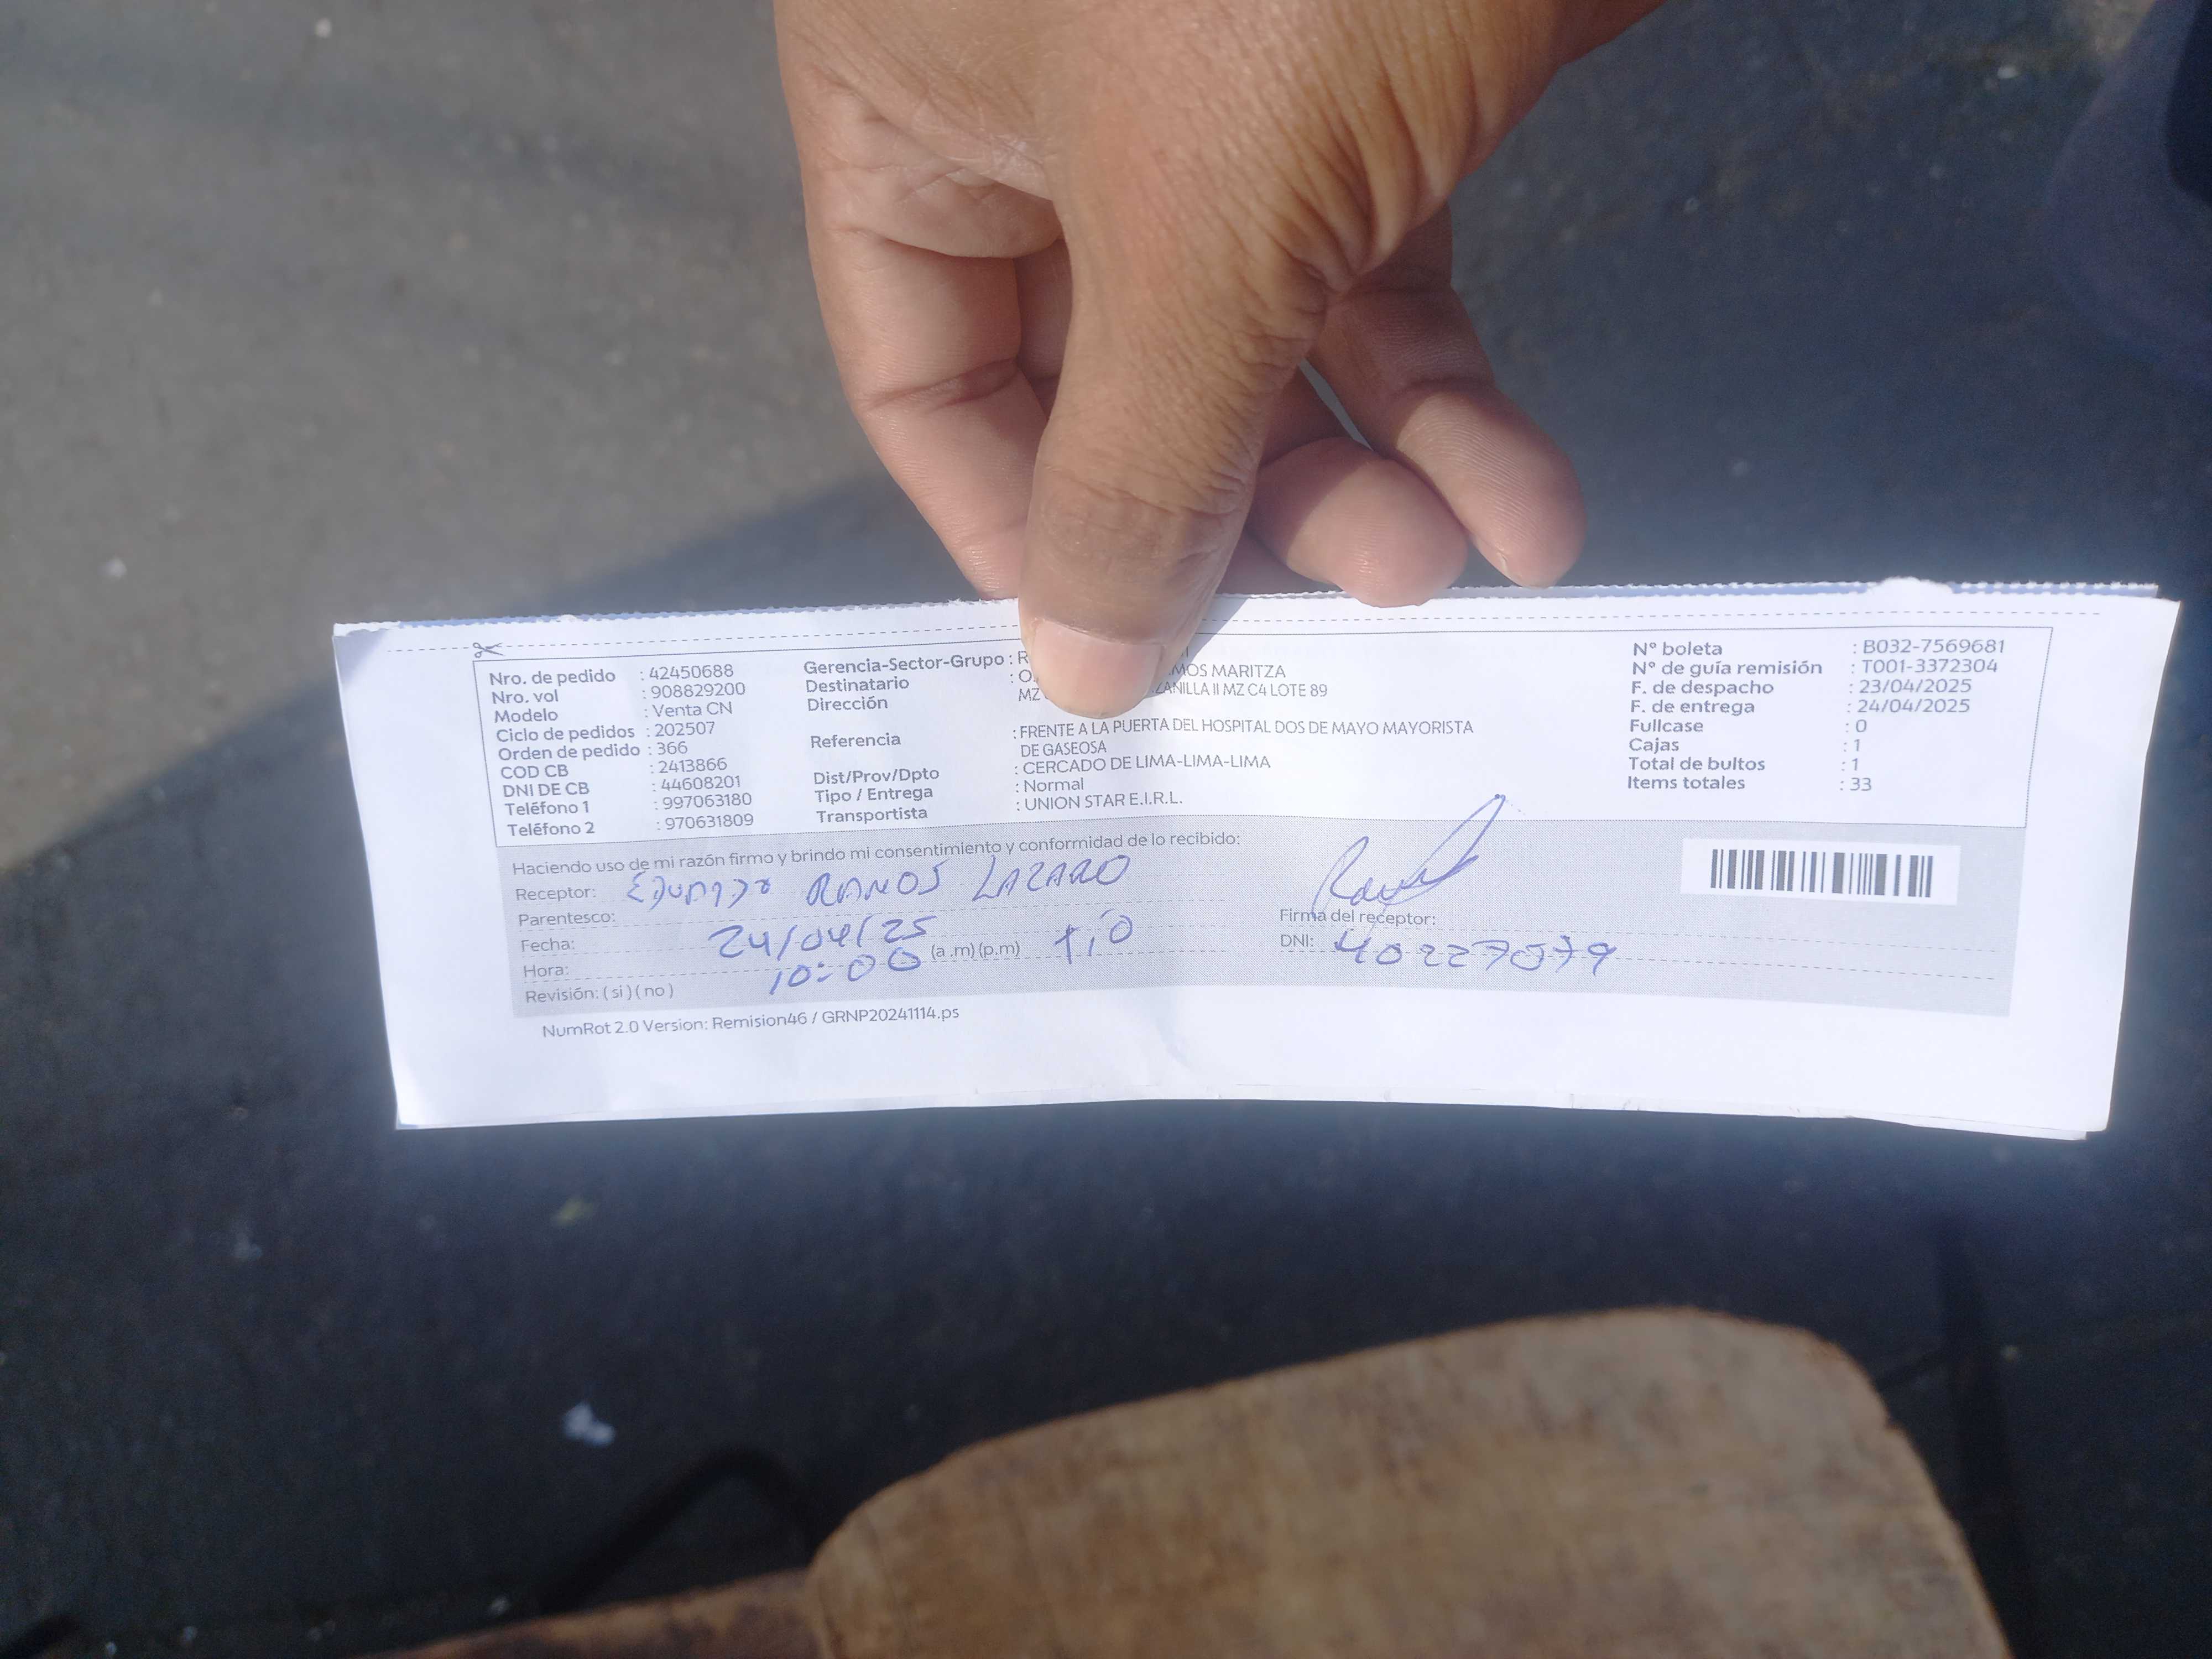 Nro. de pedido : 42450688
Nro. vol : 908829200
Modelo : Venta CN
Ciclo de pedidos : 202507
Orden de pedido : 366
COD CB : 2413866
DNI DE CB : 44608201
Teléfono 1 : 997063180
Teléfono 2 : 970631809
Gerencia-Sector-Grupo : R
Destinatario : O MOS MARITZA
Dirección MZ ZANILLA II MZ C4 LOTE 89
Referencia : FRENTE A LA PUERTA DEL HOSPITAL DOS DE MAYO MAYORISTA
DE GASEOSA
Dist/Prov/Dpto : CERCADO DE LIMA-LIMA-LIMA
Tipo / Entrega : Normal
Transportista : UNION STAR E.I.R.L.
Nº boleta : B032-7569681
Nº de guía remisión : T001-3372304
F. de despacho : 23/04/2025
F. de entrega : 24/04/2025
Fullcase : 0
Cajas : 1
Total de bultos : 1
Items totales : 33
Haciendo uso de mi razón firmo y brindo mi consentimiento y conformidad de lo recibido:
Receptor: RAMOS LAZARO
Parentesco:
Fecha: 24/04/25
Hora: 10:00 (a .m) (p.m) tio
Revisión: ( si ) ( no )
Firma del receptor:
DNI: 40227079
NumRot 2.0 Version: Remision46 / GRNP20241114.ps